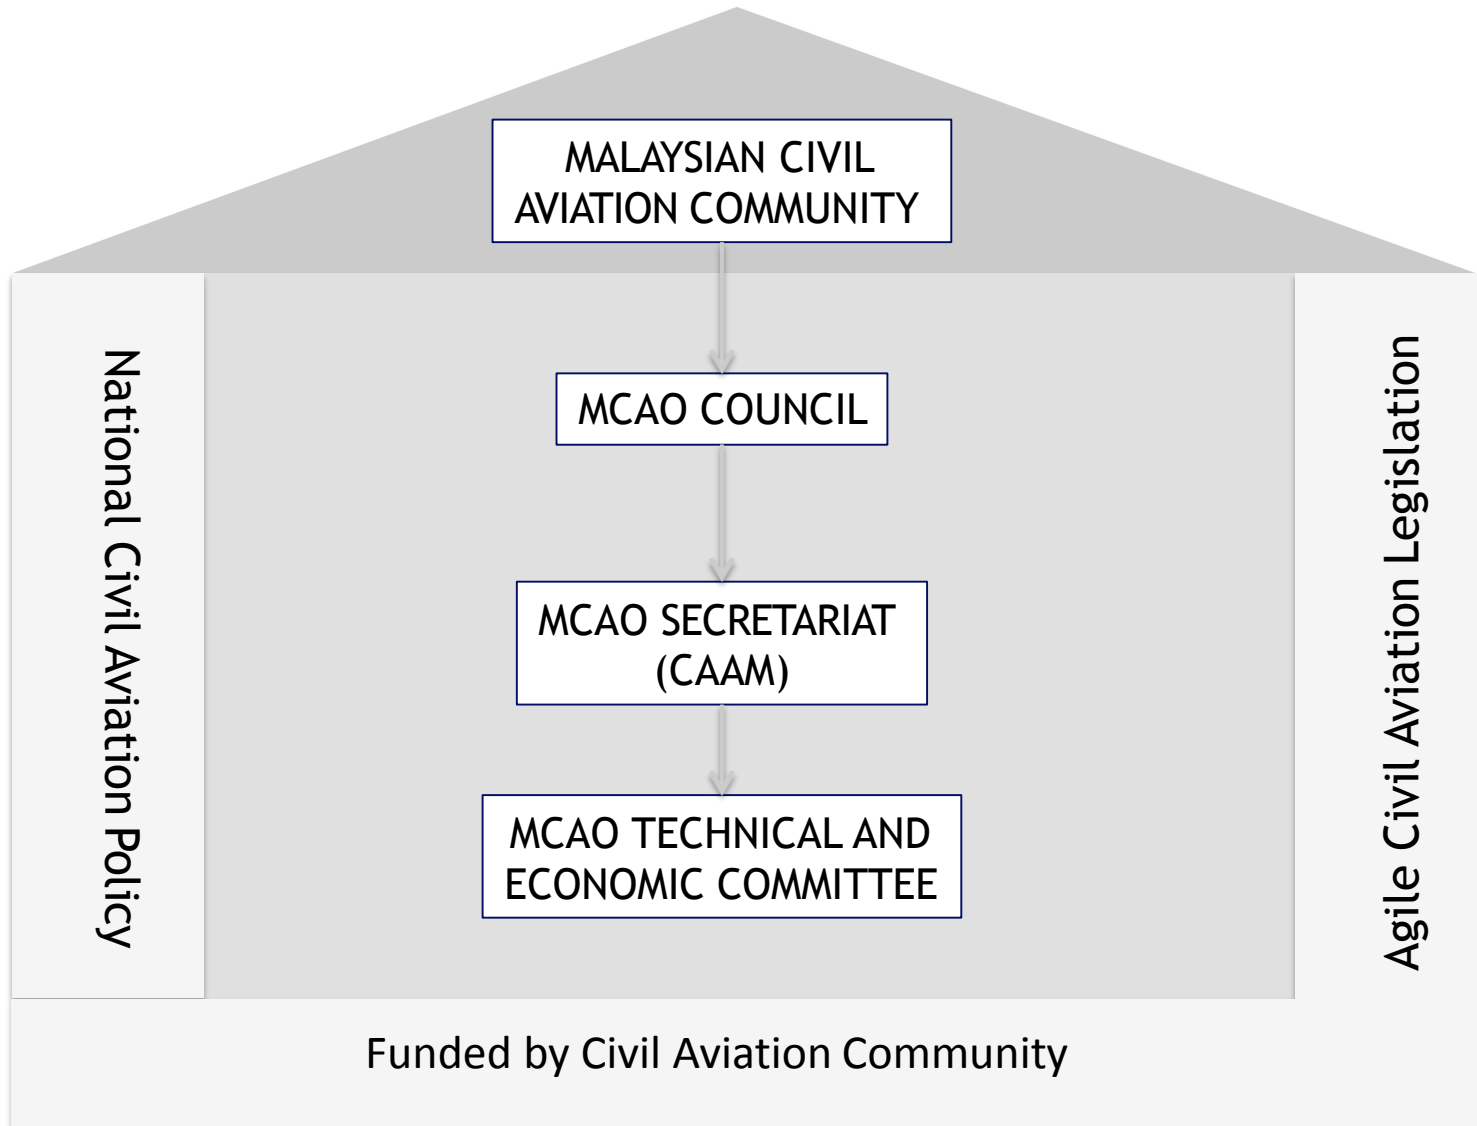 MALAYSIAN CIVIL
AVIATION COMMUNITY
MCAO COUNCIL
MCAO SECRETARIAT
(CAAM)
MCAO TECHNICAL AND
ECONOMIC COMMITTEE
National Civil Aviation Policy
Agile Civil Aviation Legislation
Funded by Civil Aviation Community